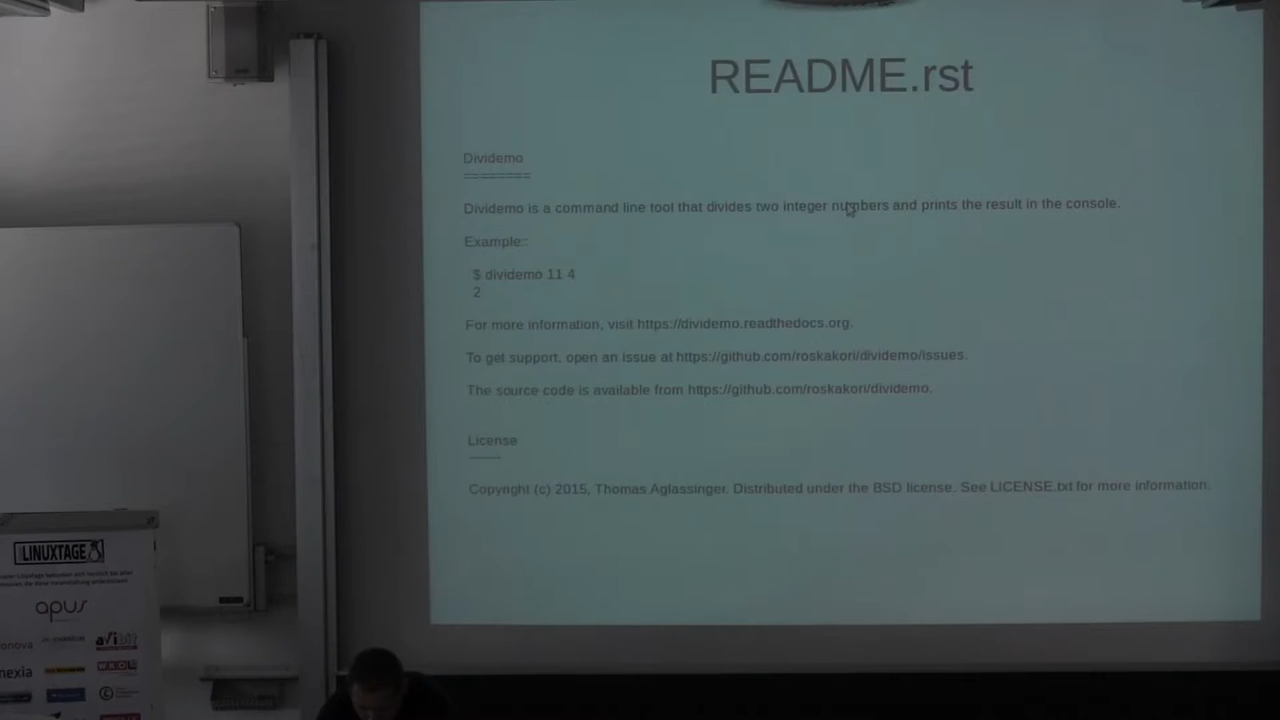 README.rst
Dividemo
========
Dividemo is a command line tool that divides two integer numbers and prints the result in the console.
Example::
$ dividemo 11 4
2
For more information, visit https://dividemo.readthedocs.org.
To get support, open an issue at https://github.com/roskakori/dividemo/issues.
The source code is available from https://github.com/roskakori/dividemo.
License
-------
Copyright (c) 2015, Thomas Aglassinger. Distributed under the BSD license. See LICENSE.txt for more information.
LINUXTAGE
apus
avibit